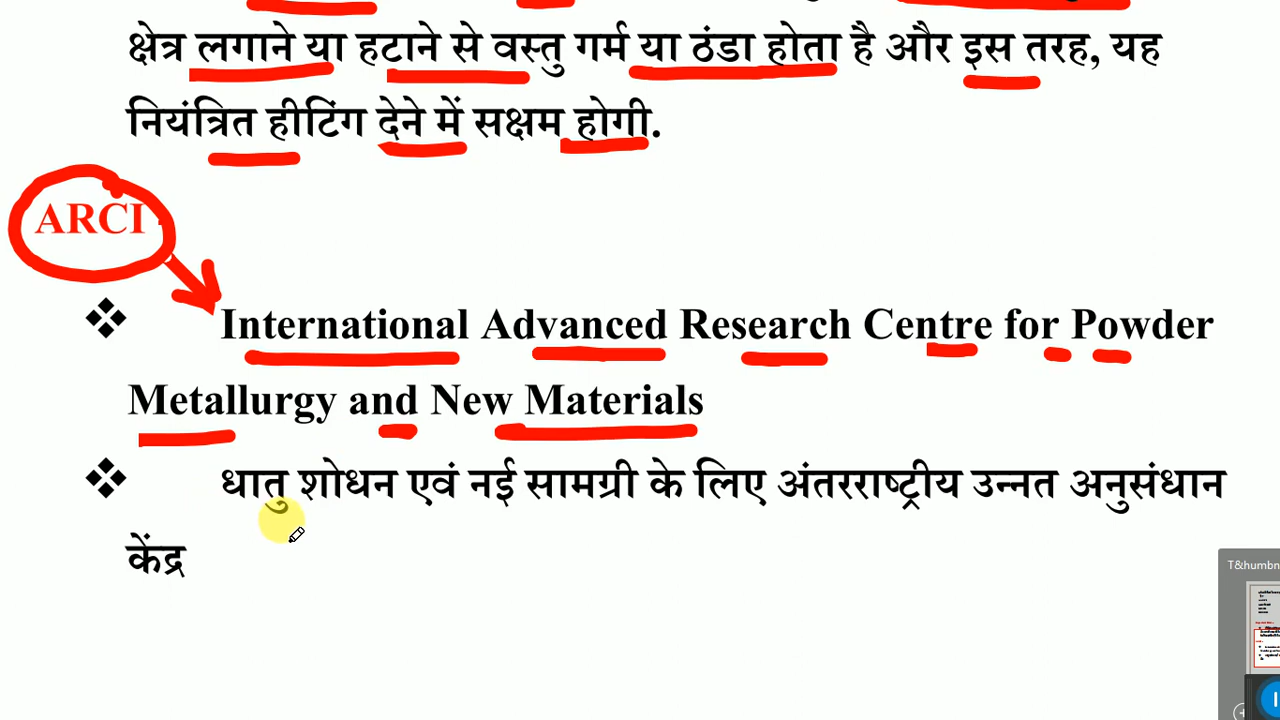 क्षेत्र लगाने या हटाने से वस्तु गर्म या ठंडा होता है और इस तरह, यह
नियंत्रित हीटिंग देने में सक्षम होगी.
ARCI
❖ International Advanced Research Centre for Powder
Metallurgy and New Materials
❖ धातु शोधन एवं नई सामग्री के लिए अंतरराष्ट्रीय उन्नत अनुसंधान
केंद्र
T&humbn